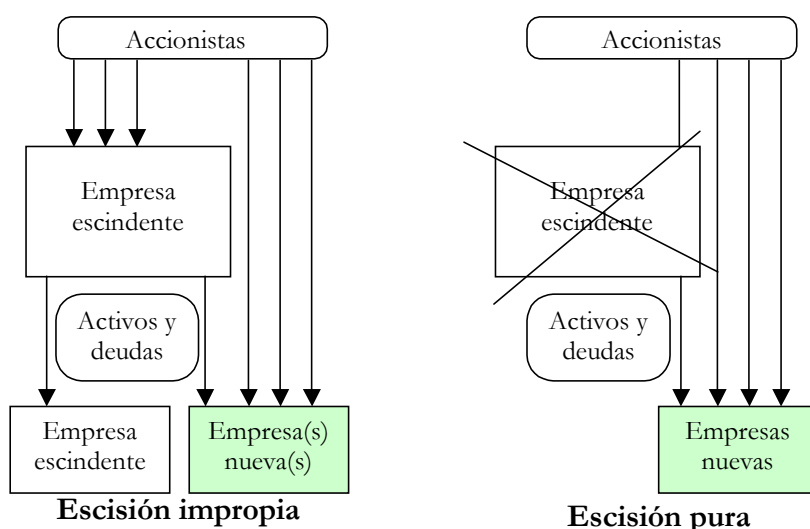 Accionistas
Empresa
escindente
Activos y
deudas
Empresa
escindente
Empresa(s)
nueva(s)
Escisión impropia
Accionistas
Empresa
escindente
Activos y
deudas
Empresas
nuevas
Escisión pura